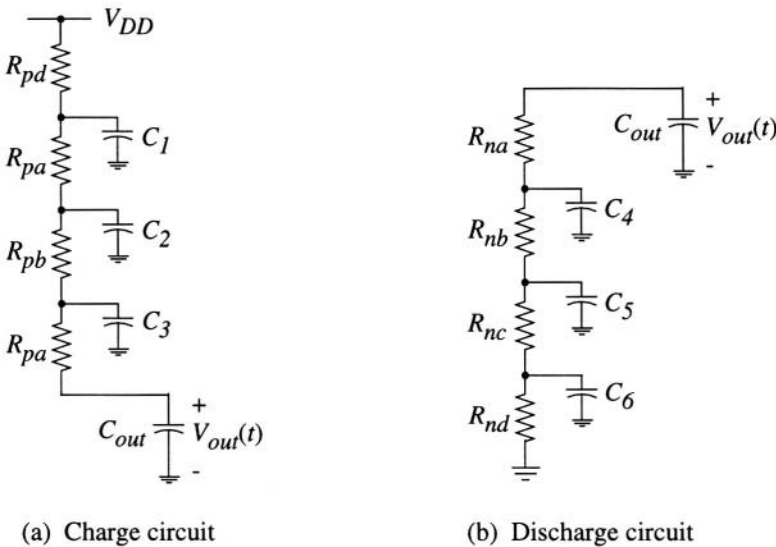 V_DD
R_pd
C_1
R_pa
C_2
R_pb
C_3
R_pa
C_out
+
V_out(t)
-
(a) Charge circuit
R_na
C_out
+
V_out(t)
-
C_4
R_nb
C_5
R_nc
C_6
R_nd
(b) Discharge circuit